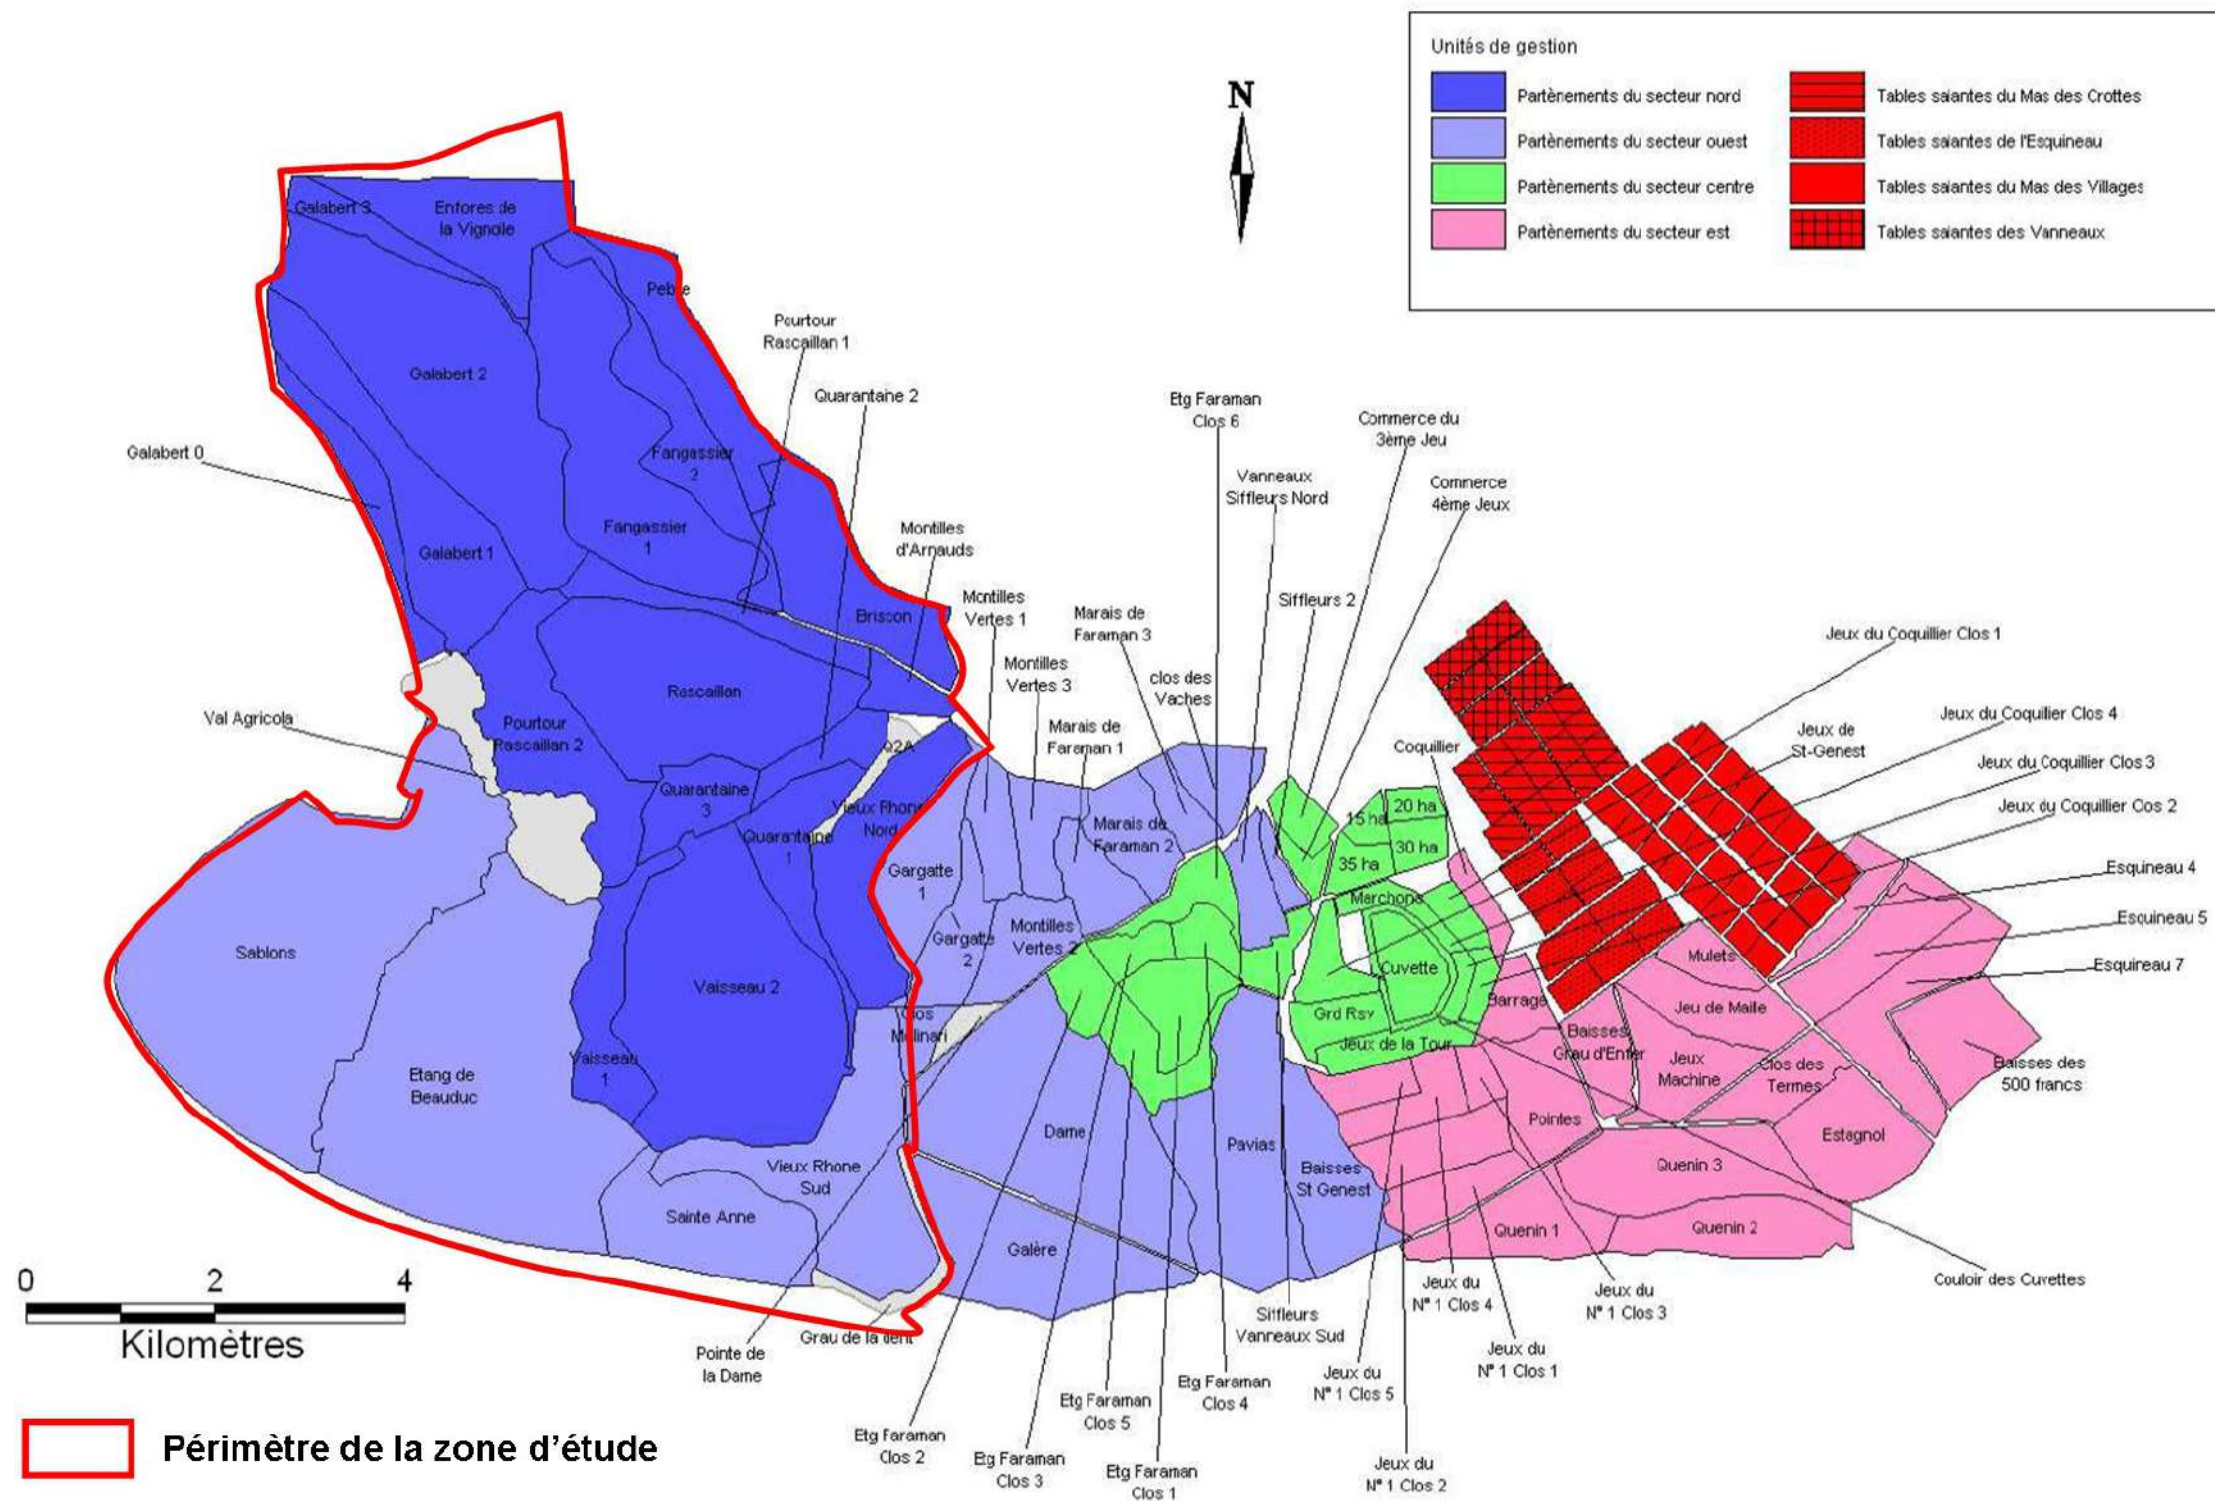 Unités de gestion
Partènements du secteur nord
Partènements du secteur ouest
Partènements du secteur centre
Partènements du secteur est
Tables salantes du Mas des Crottes
Tables salantes de l'Esquineau
Tables salantes du Mas des Villages
Tables salantes des Vanneaux
N
Galabert 3
Enfores de
la Vignolle
Pebre
Pourtour
Rascaillan 1
Galabert 2
Quarantaine 2
Galabert 0
Fangassier
2
Fangassier
1
Galabert 1
Montilles
d'Arnauds
Brisson
Etg Faraman
Clos 6
Commerce du
3ème Jeu
Vanneaux
Siffleurs Nord
Commerce
4ème Jeux
Montilles
Vertes 1
Marais de
Faraman 3
Siffleurs 2
Montilles
Vertes 3
clos des
Vaches
Marais de
Faraman 1
Jeux du Coquillier Clos 1
Jeux du Coquilier Clos 4
Jeux de
St-Genest
Coquillier
Jeux du Coquillier Clos 3
Jeux du Coquillier Cos 2
Val Agricola
Rascaillan
Pourtour
Rascaillan 2
Q2A
Quarantaine
3
Vieux Rhone
Nord
Quarantaine
1
Marais de
Faraman 2
20 ha
15 ha
30 ha
35 ha
Marchons
Gargatte
1
Gargatte
2
Montilles
Vertes 2
Esquineau 4
Esquineau 5
Esquineau 7
Sablons
Vaisseau 2
Cuvette
Mulets
Barrage
Grd Rsv
Jeu de Maille
Clos
Molinari
Jeux de la Tour
Baisses
Grau d'Enfer
Jeux
Machine
Clos des
Termes
Baisses des
500 francs
Vaisseau
1
Etang de
Beauduc
Dame
Pavias
Pointes
Estagnol
Baisses
St Genest
Quenin 3
Vieux Rhone
Sud
Sainte Anne
Galère
Quenin 1
Quenin 2
Couloir des Cuvettes
Jeux du
N° 1 Clos 4
Jeux du
N° 1 Clos 3
Siffleurs
Vanneaux Sud
Grau de la dent
Pointe de
la Dame
Jeux du
N° 1 Clos 1
Jeux du
N° 1 Clos 5
Etg Faraman
Clos 4
Etg Faraman
Clos 5
Etg Faraman
Clos 2
Etg Faraman
Clos 3
Etg Faraman
Clos 1
Jeux du
N° 1 Clos 2
0 2 4
Kilomètres
Périmètre de la zone d'étude